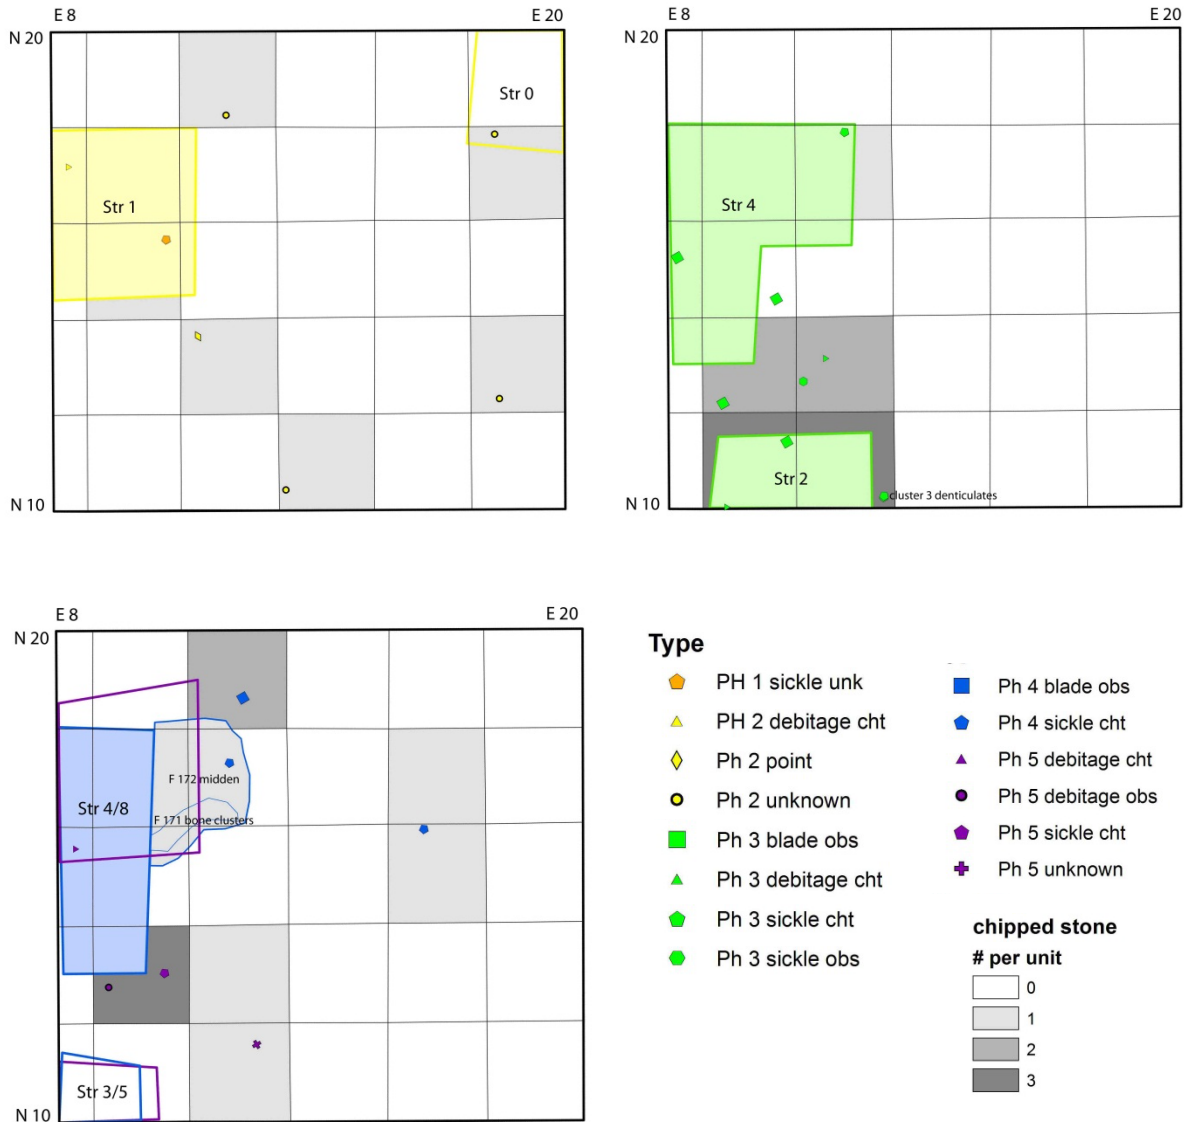 E 8
E 20
N 20
Str 0
Str 1
N 10
E 8
E 20
N 20
Str 4
Str 2
cluster 3 denticulates
N 10
E 8
E 20
N 20
F 172 midden
Str 4/8
F 171 bone clusters
Str 3/5
N 10
Type
PH 1 sickle unk
PH 2 debitage cht
Ph 2 point
Ph 2 unknown
Ph 3 blade obs
Ph 3 debitage cht
Ph 3 sickle cht
Ph 3 sickle obs
Ph 4 blade obs
Ph 4 sickle cht
Ph 5 debitage cht
Ph 5 debitage obs
Ph 5 sickle cht
Ph 5 unknown
chipped stone
# per unit
0
1
2
3